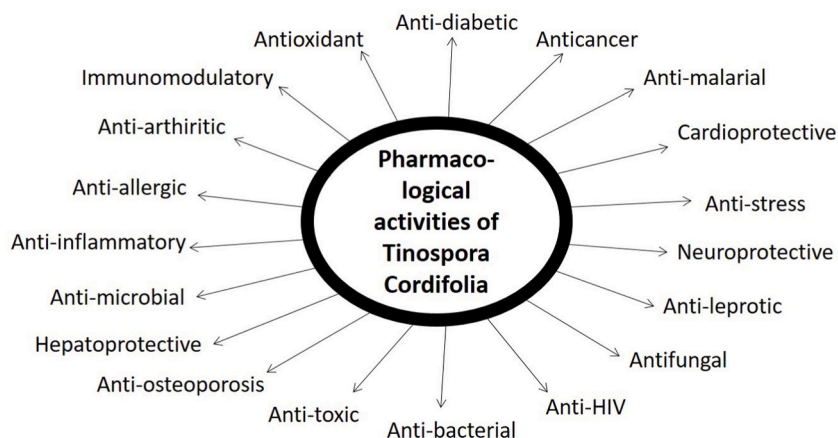 Anti-diabetic
Antioxidant
Anticancer
Immunomodulatory
Anti-malarial
Anti-arthiritic
Cardioprotective
Anti-allergic
Anti-stress
Anti-inflammatory
Neuroprotective
Anti-microbial
Anti-leprotic
Hepatoprotective
Antifungal
Anti-osteoporosis
Anti-toxic
Anti-HIV
Anti-bacterial
Pharmaco-
logical
activities of
Tinospora
Cordifolia